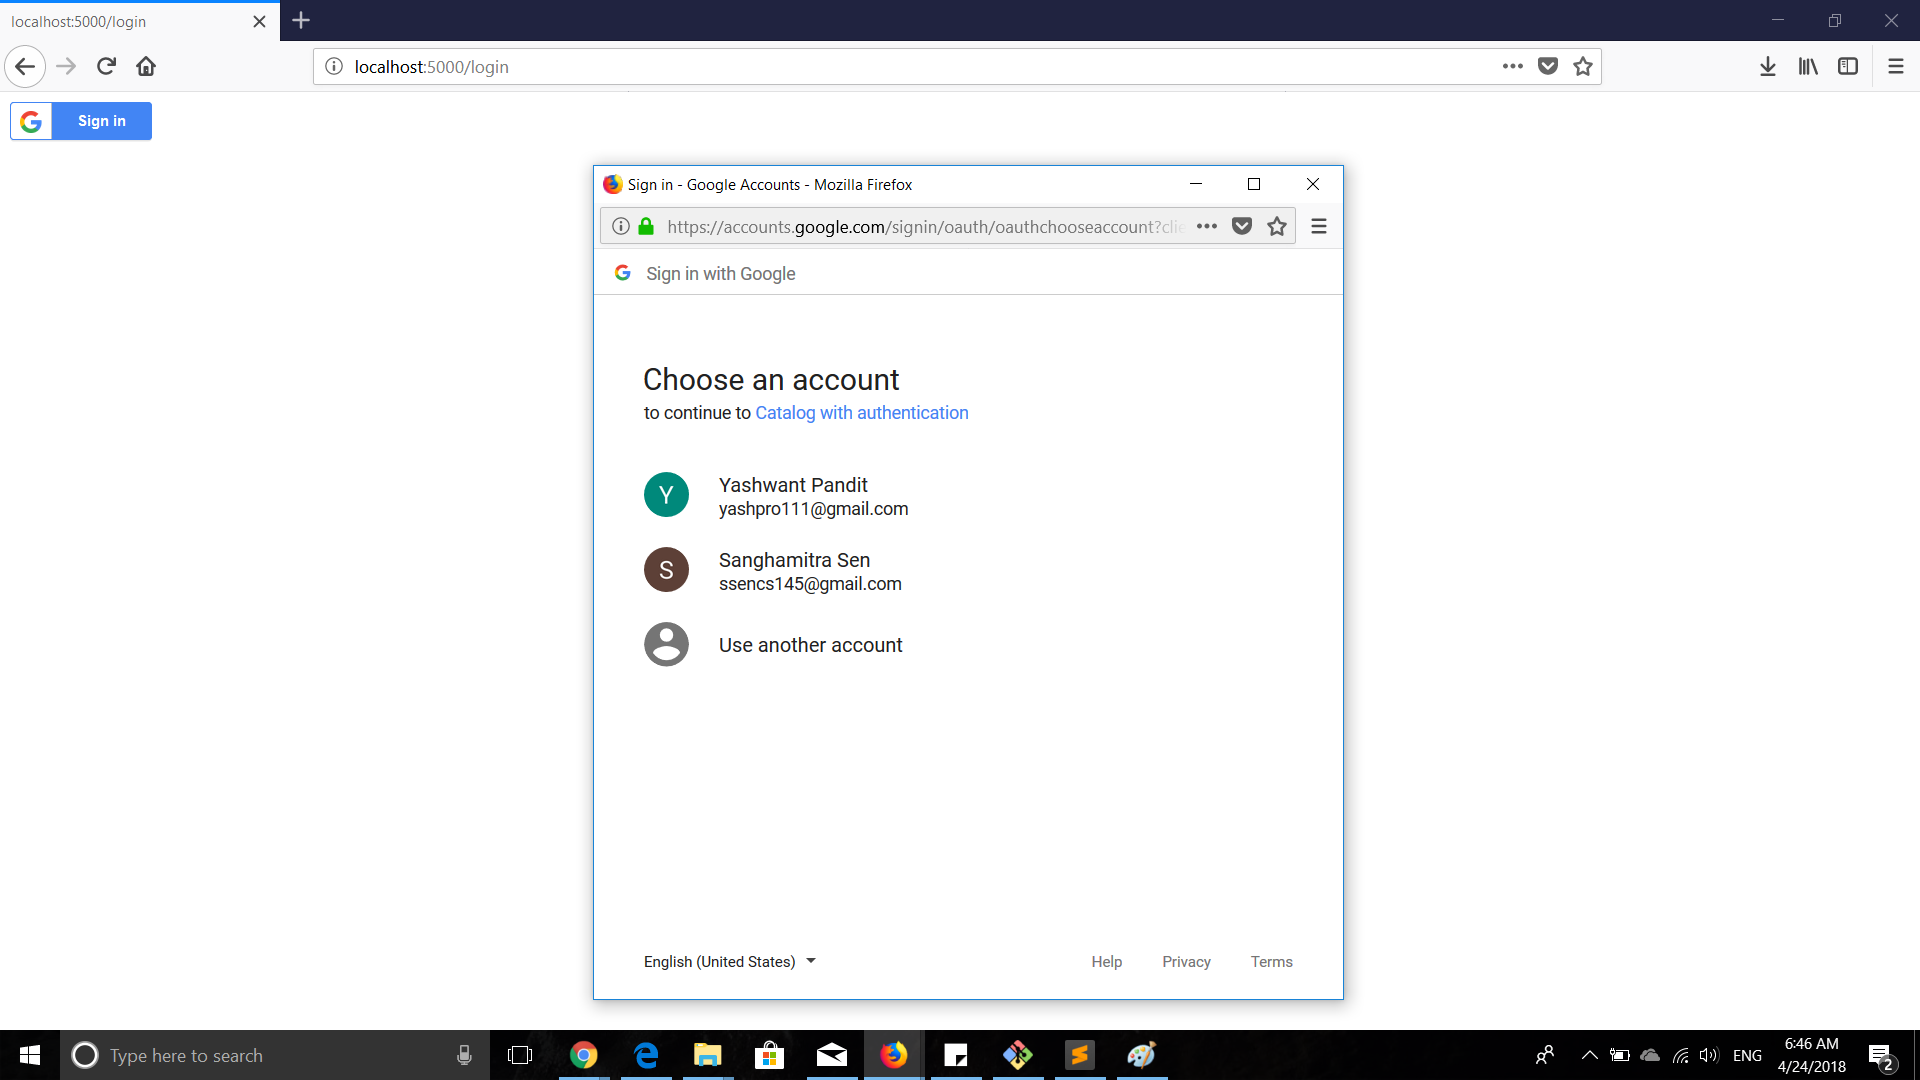 localhost:5000/login
localhost:5000/login
Sign in
Sign in - Google Accounts - Mozilla Firefox
https://accounts.google.com/signin/oauth/oauthchooseaccount?clie
Sign in with Google
Choose an account
to continue to Catalog with authentication
Y
Yashwant Pandit
yashpro111@gmail.com
S
Sanghamitra Sen
ssencs145@gmail.com
Use another account
English (United States)
Help Privacy Terms
Type here to search
ENG
6:46 AM
4/24/2018
2